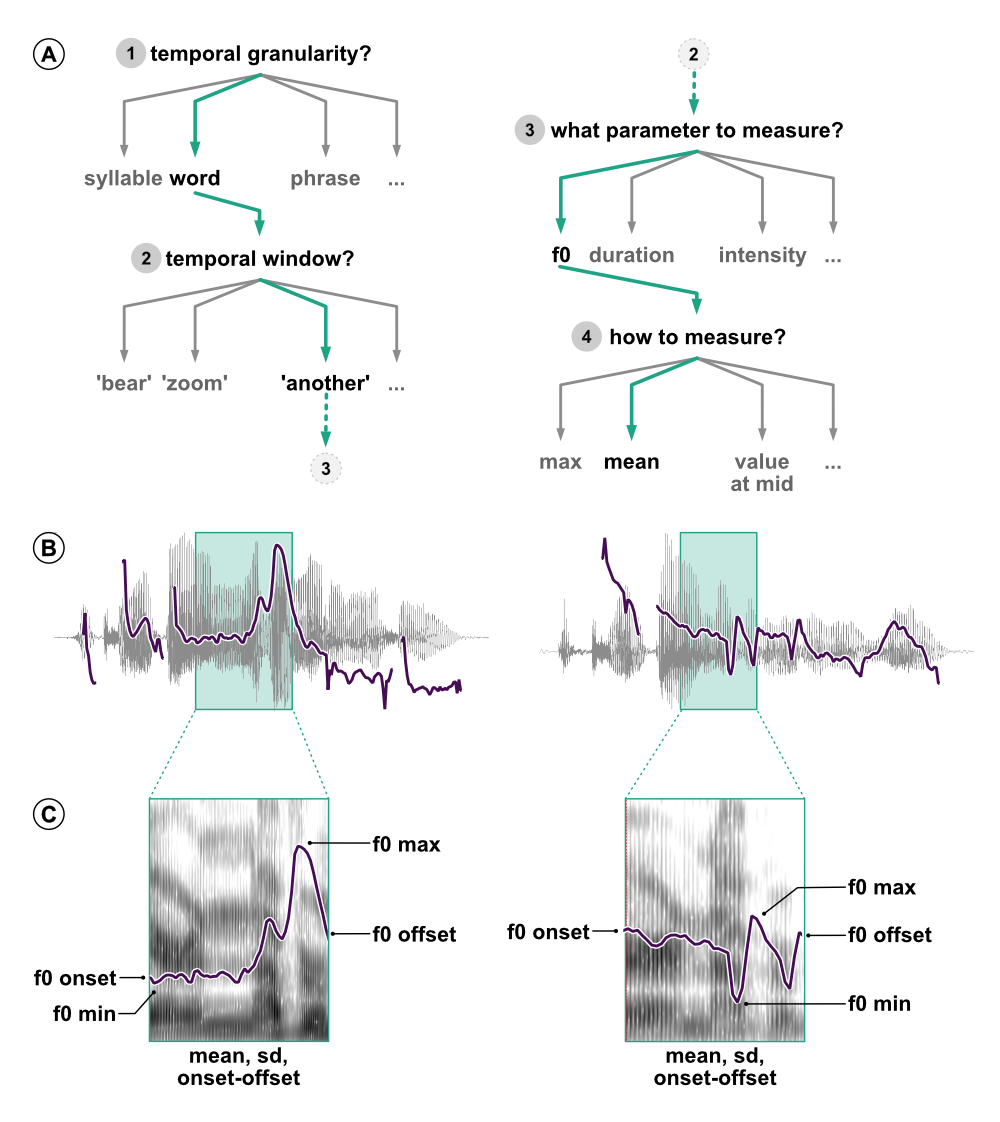 A
1 temporal granularity?
syllable word phrase ...
2 temporal window?
'bear' 'zoom' 'another' ...
3
2
3 what parameter to measure?
f0 duration intensity ...
4 how to measure?
max mean value ...
at mid
B
C
f0 max
f0 offset
f0 onset
f0 min
mean, sd,
onset-offset
f0 max
f0 onset
f0 offset
f0 min
mean, sd,
onset-offset